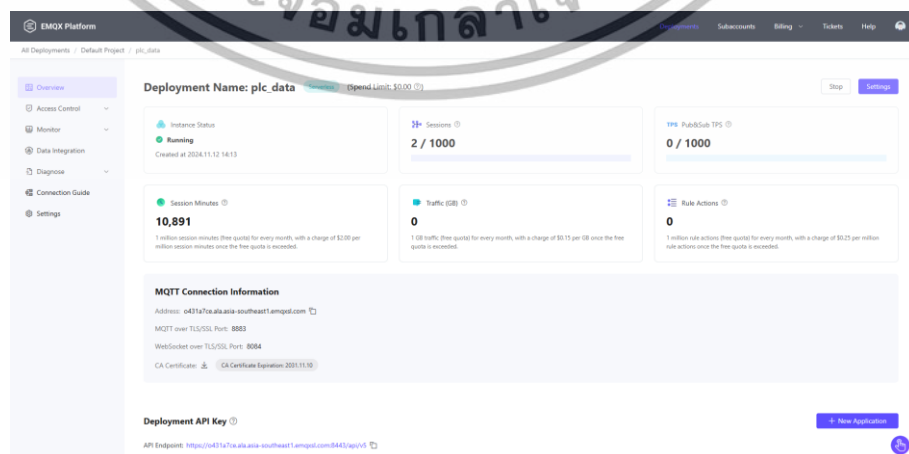 EMQX Platform
Deployments Subaccounts Billing Tickets Help
All Deployments / Default Project / plc_data
Overview
Access Control
Monitor
Data Integration
Diagnose
Connection Guide
Settings
Deployment Name: plc_data Serverless (Spend Limit: $0.00)
Stop Settings
Instance Status
Running
Created at 2024.11.12 14:13
Sessions
2 / 1000
TPS Pub&Sub TPS
0 / 1000
Session Minutes
10,891
1 million session minutes (free quota) for every month, with a charge of $2.00 per
million session minutes once the free quota is exceeded.
Traffic (GB)
0
1 GB traffic (free quota) for every month, with a charge of $0.15 per GB once the free
quota is exceeded.
Rule Actions
0
1 million rule actions (free quota) for every month, with a charge of $0.25 per million
rule actions once the free quota is exceeded.
MQTT Connection Information
Address: o431a7ce.ala.asia-southeast1.emqxsl.com
MQTT over TLS/SSL Port: 8883
WebSocket over TLS/SSL Port: 8084
CA Certificate: CA Certificate Expiration: 2031.11.10
Deployment API Key
+ New Application
API Endpoint: https://o431a7ce.ala.asia-southeast1.emqxsl.com:8443/api/v5